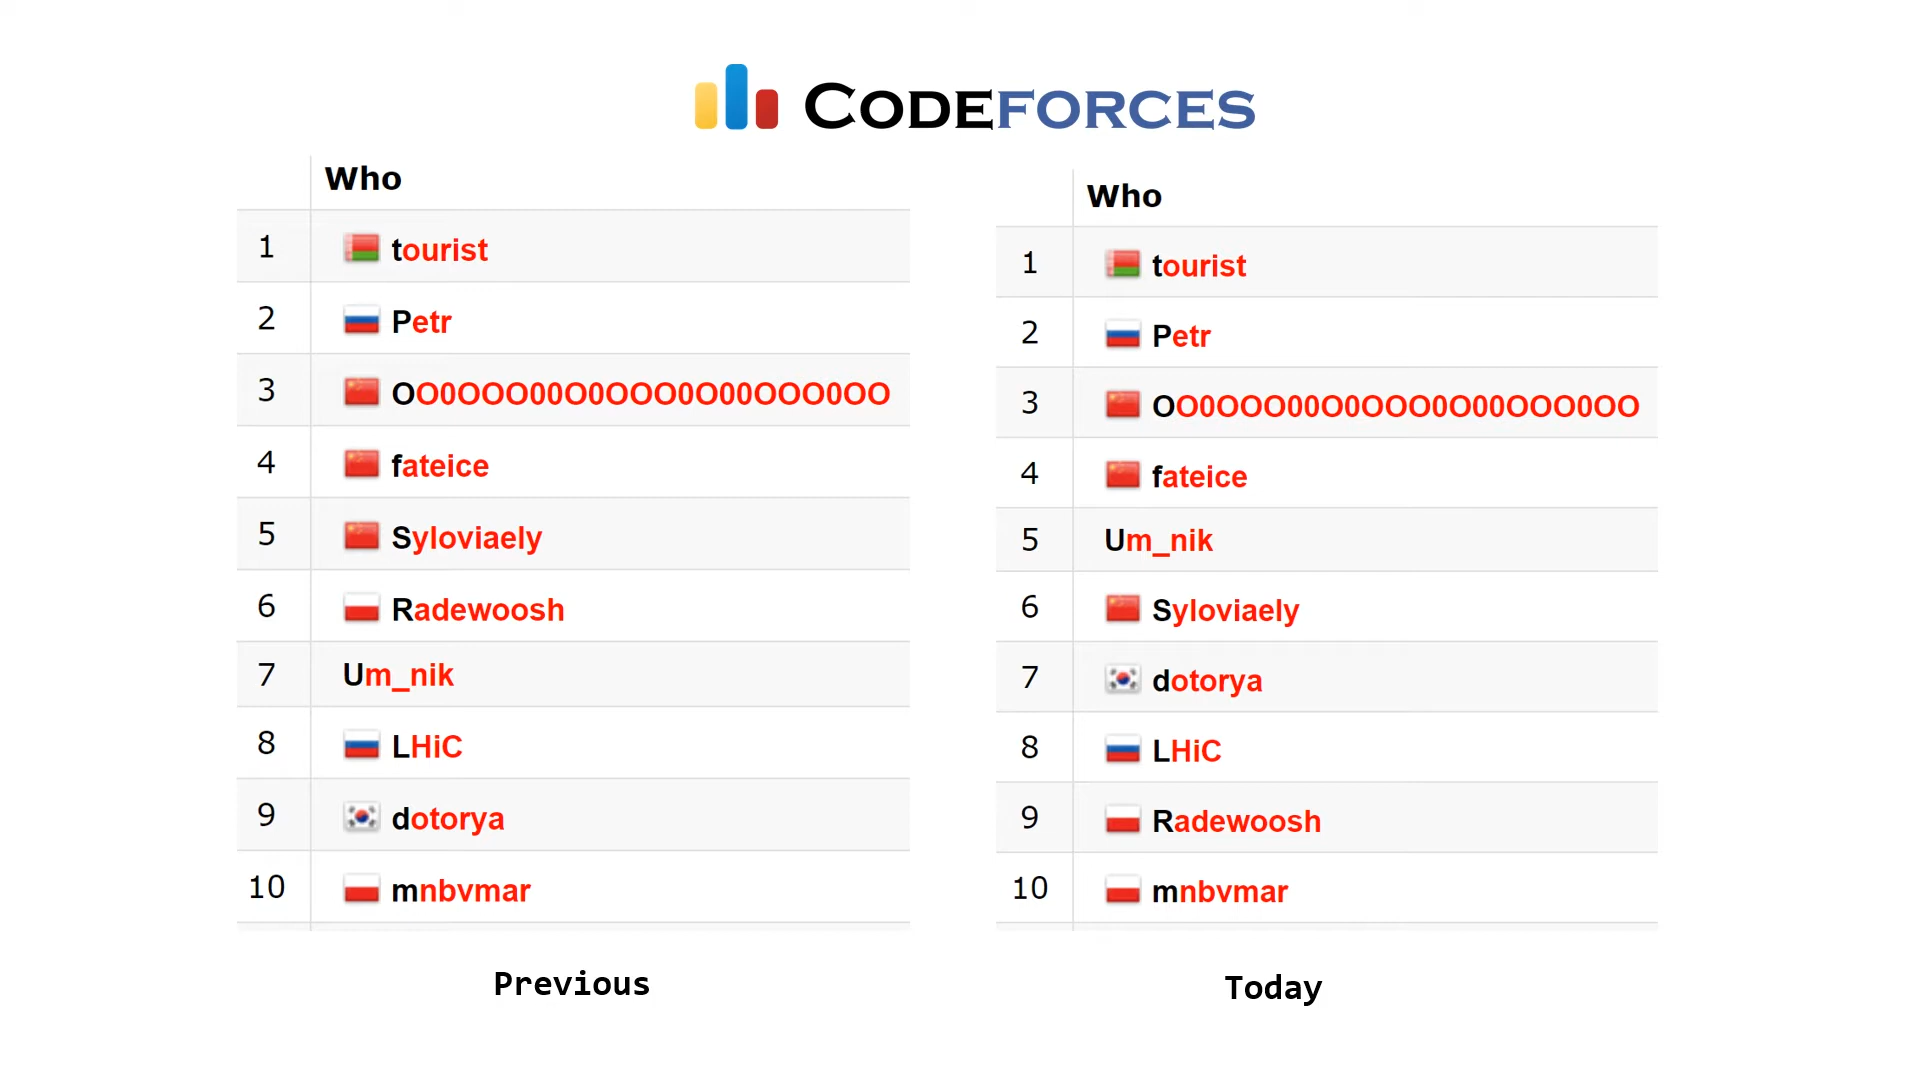 CODEFORCES
Who
1 tourist
2 Petr
3 OO0OOO00O0OOO0O00OOO0OO
4 fateice
5 Syloviaely
6 Radewoosh
7 Um_nik
8 LHiC
9 dotorya
10 mnbvmar
Previous
Who
1 tourist
2 Petr
3 OO0OOO00O0OOO0O00OOO0OO
4 fateice
5 Um_nik
6 Syloviaely
7 dotorya
8 LHiC
9 Radewoosh
10 mnbvmar
Today